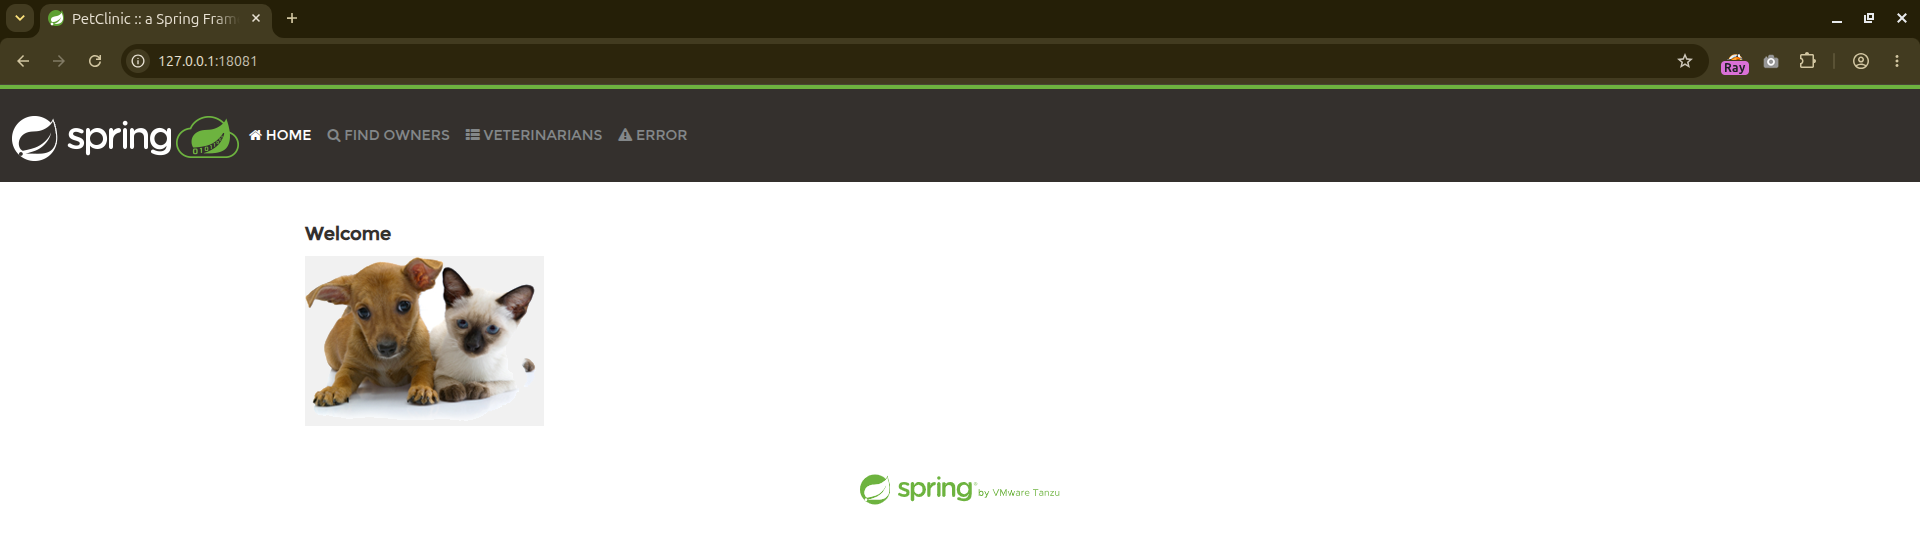 PetClinic :: a Spring Fram
127.0.0.1:18081
Ray
spring
HOME
FIND OWNERS
VETERINARIANS
ERROR
Welcome
spring by VMware Tanzu